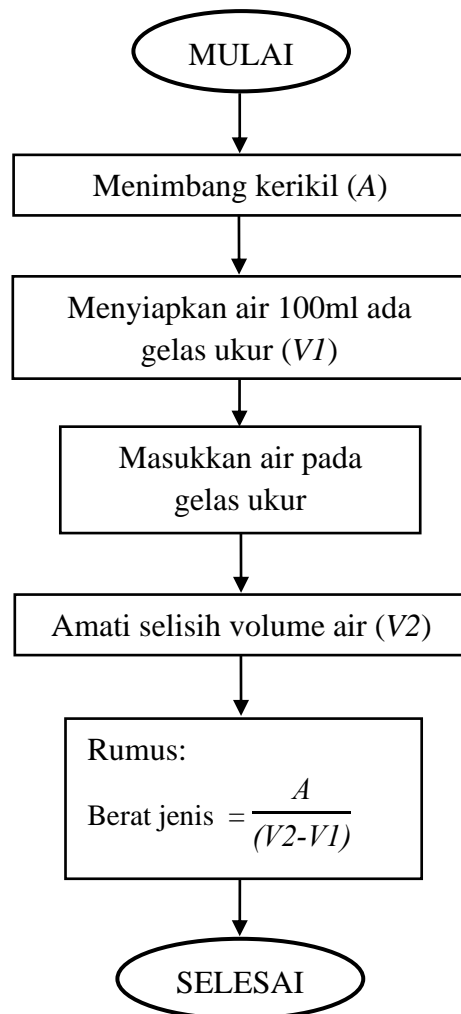 MULAI
Menimbang kerikil (A)
Menyiapkan air 100ml ada
gelas ukur (V1)
Masukkan air pada
gelas ukur
Amati selisih volume air (V2)
Rumus:
Berat jenis = A
(V2-V1)
SELESAI